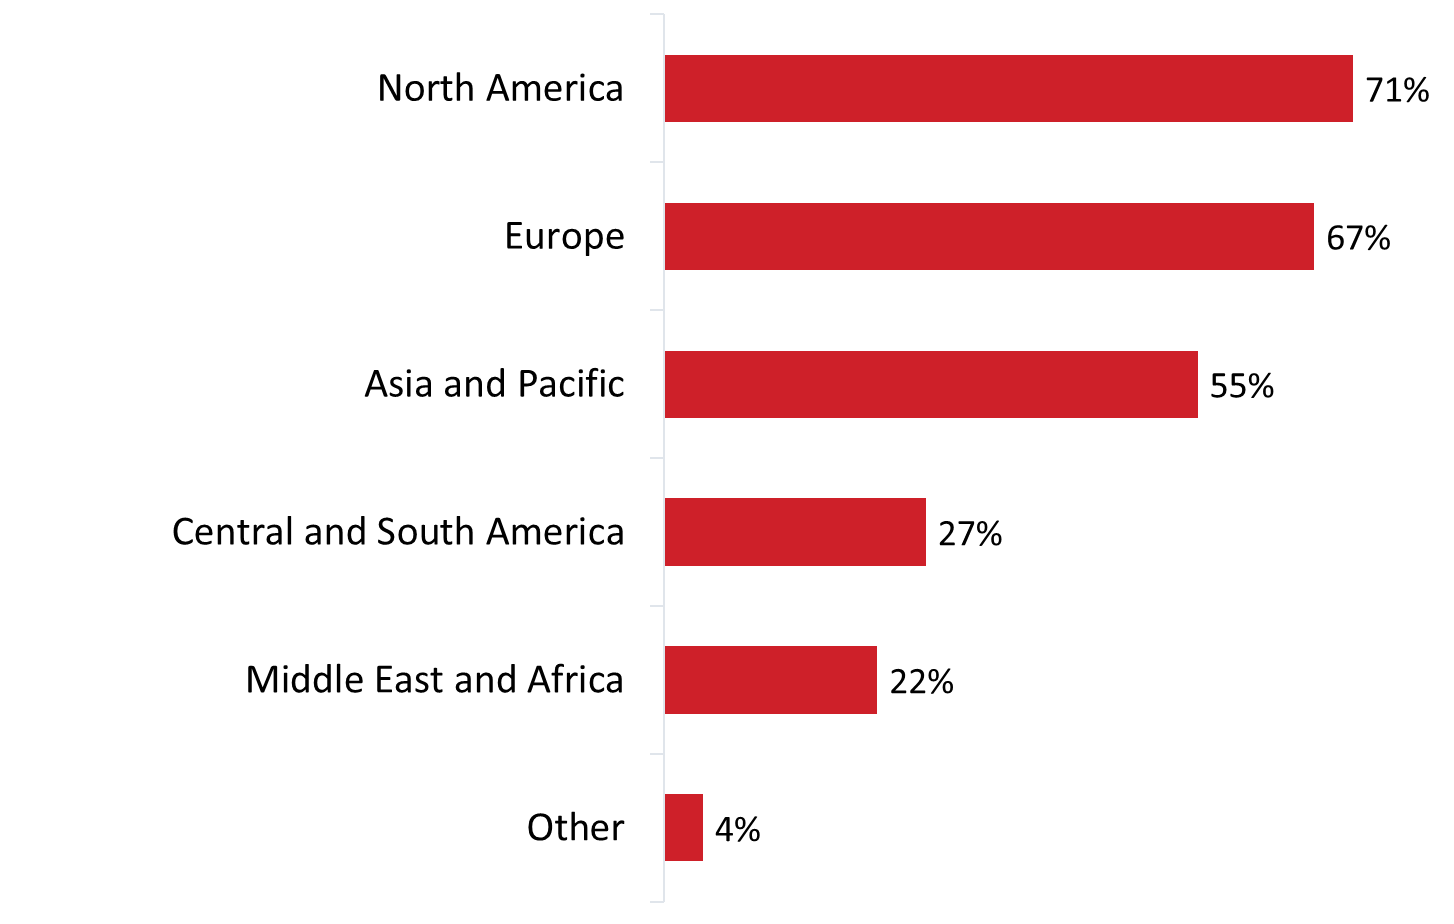 North America 71%
Europe 67%
Asia and Pacific 55%
Central and South America 27%
Middle East and Africa 22%
Other 4%